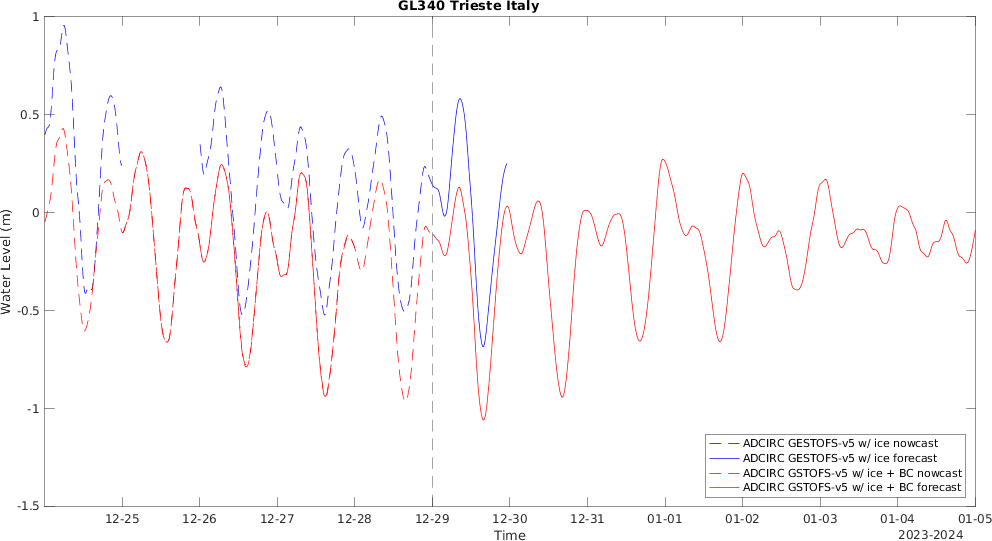 GL340 Trieste Italy
1
0.5
0
-0.5
-1
-1.5
Water Level (m)
12-25 12-26 12-27 12-28 12-29 12-30 12-31 01-01 01-02 01-03 01-04 01-05
Time
2023-2024
ADCIRC GESTOFS-v5 w/ ice nowcast
ADCIRC GESTOFS-v5 w/ ice forecast
ADCIRC GSTOFS-v5 w/ ice + BC nowcast
ADCIRC GSTOFS-v5 w/ ice + BC forecast